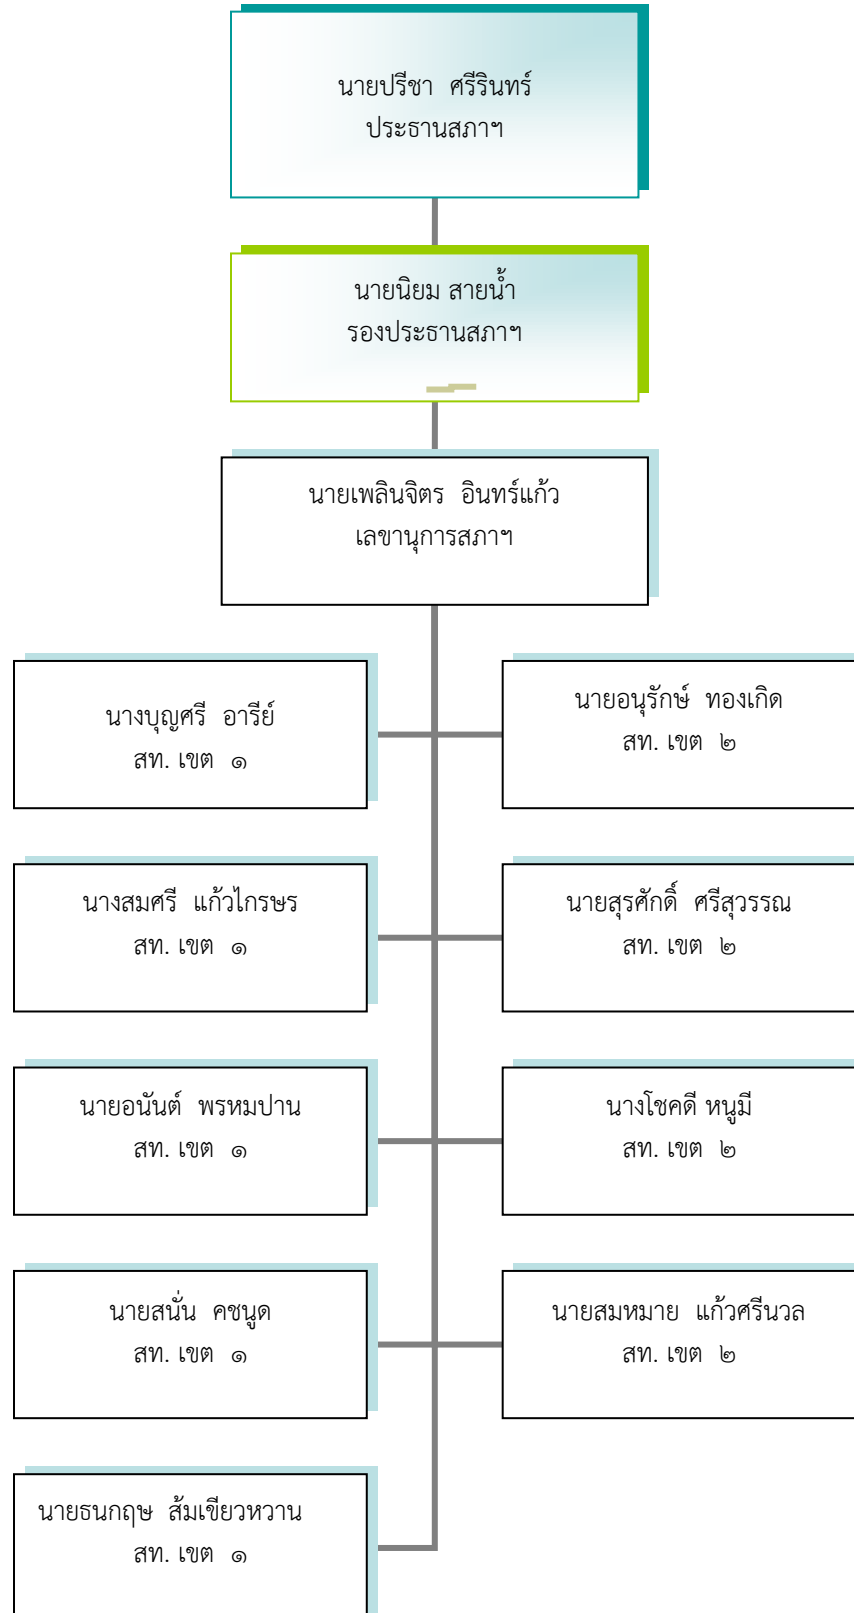 นายปรีชา  ศรีรินทร์
ประธานสภาฯ
นายนิยม สายน้ำ
รองประธานสภาฯ
นายเพลินจิตร  อินทร์แก้ว
เลขานุการสภาฯ
นางบุญศรี  อารีย์
สท. เขต  ๑
นายอนุรักษ์  ทองเกิด
สท. เขต  ๒
นางสมศรี  แก้วไกรษร
สท. เขต  ๑
นายสุรศักดิ์  ศรีสุวรรณ
สท. เขต  ๒
นายอนันต์  พรหมปาน
สท. เขต  ๑
นางโชคดี หนูมี
สท. เขต  ๒
นายสนั่น  คชนูด
สท. เขต  ๑
นายสมหมาย  แก้วศรีนวล
สท. เขต  ๒
นายธนกฤษ  ส้มเขียวหวาน
สท. เขต  ๑